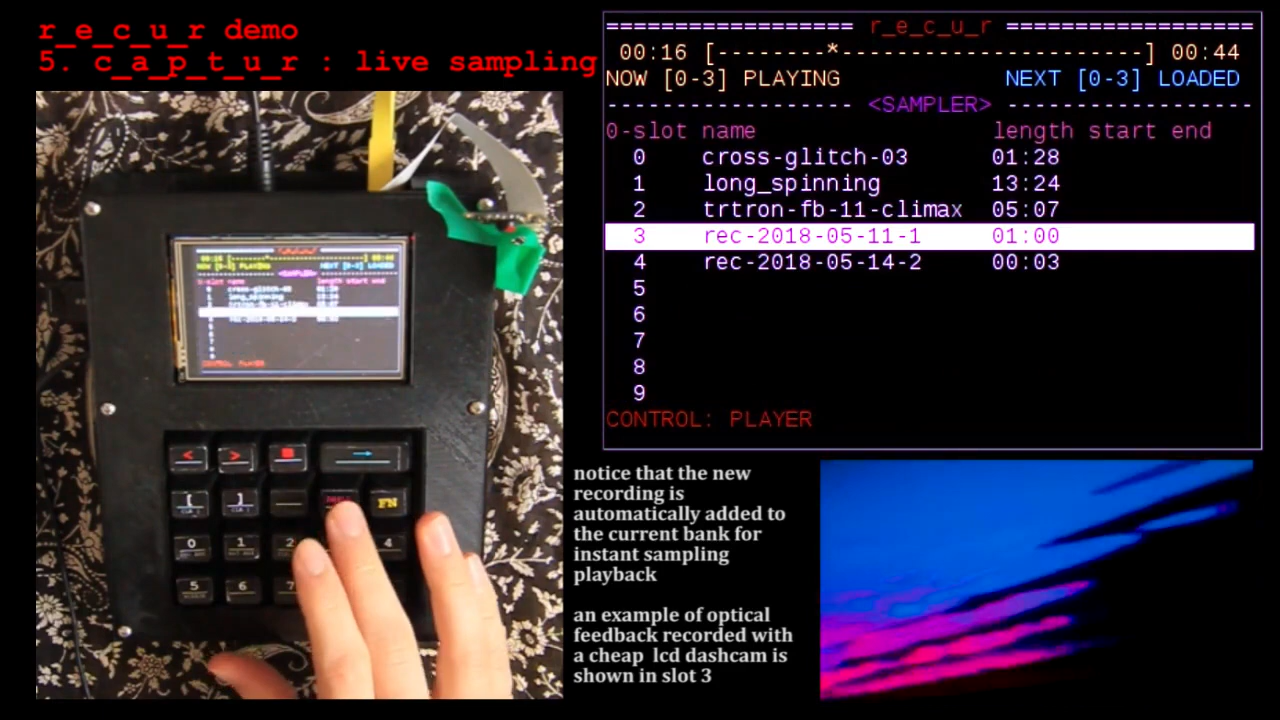 r_e_c_u_r demo
5. c_a_p_t_u_r : live sampling
================== r_e_c_u_r ==================
00:16 [--------*----------------------] 00:44
NOW [0-3] PLAYING NEXT [0-3] LOADED
------------------- <SAMPLER> -------------------
0-slot name length start end
0 cross-glitch-03 01:28
1 long_spinning 13:24
2 trtron-fb-11-climax 05:07
3 rec-2018-05-11-1 01:00
4 rec-2018-05-14-2 00:03
5
6
7
8
9
CONTROL: PLAYER
< > ■ →
[ ] — FN
0 1 2 4
5 6 7
notice that the new
recording is
automatically added to
the current bank for
instant sampling
playback
an example of optical
feedback recorded with
a cheap lcd dashcam is
shown in slot 3